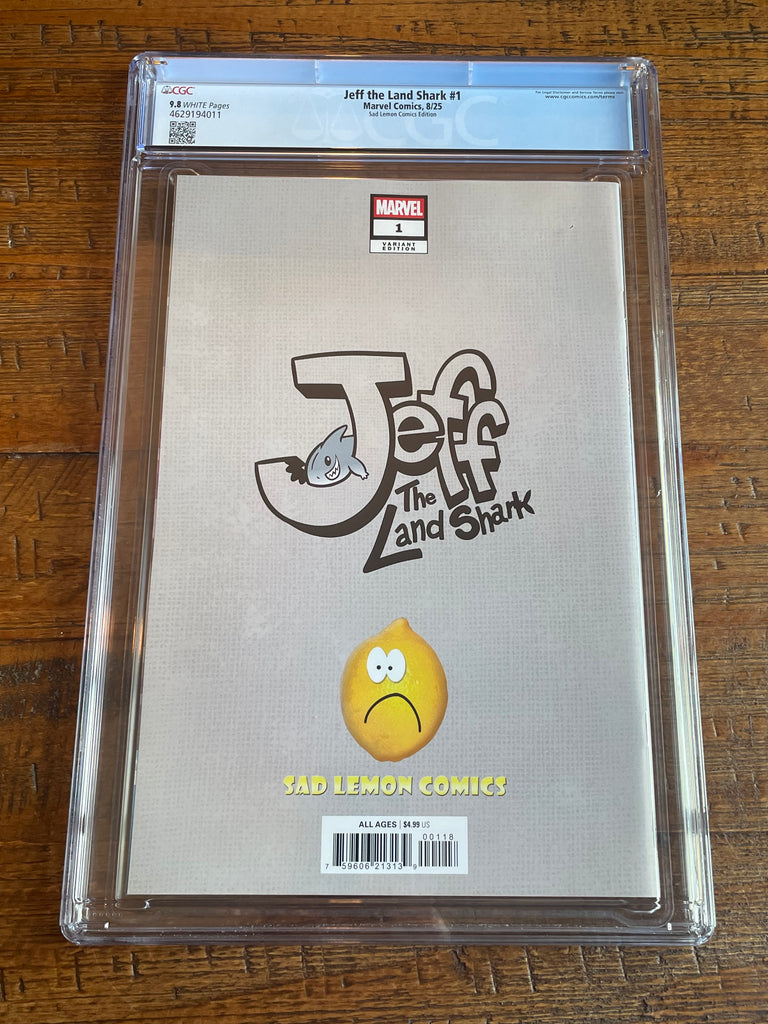 CGC
Jeff the Land Shark #1
9.8 WHITE Pages
Marvel Comics, 8/25
4629194011
Sad Lemon Comics Edition
www.cgccomics.com/terms
CGC
MARVEL
1
VARIANT
EDITION
Jeff
The
Land Shark
SAD LEMON COMICS
ALL AGES | $4.99 US
00118
7 59606 21313 9